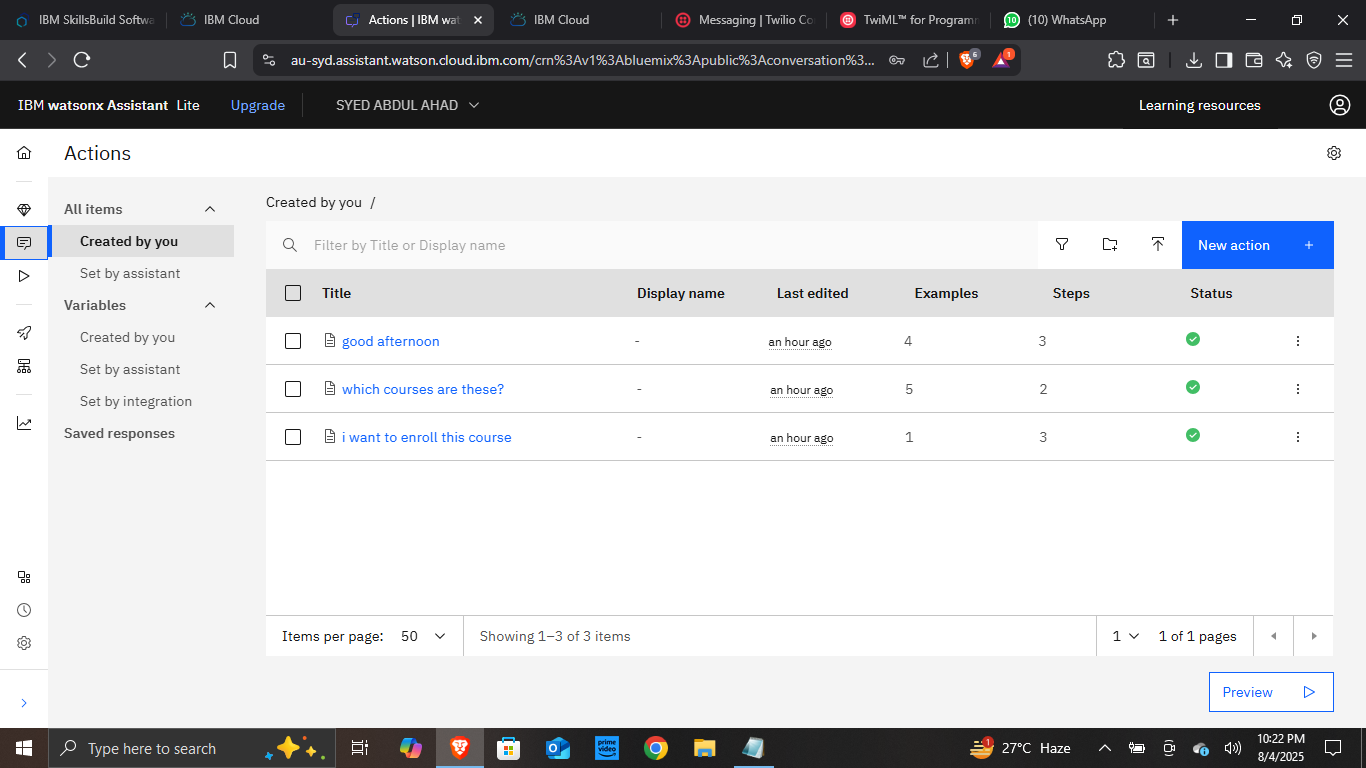 IBM SkillsBuild Softwa
IBM Cloud
Actions | IBM wat
IBM Cloud
Messaging | Twilio Co
TwiML™ for Programm
(10) WhatsApp
au-syd.assistant.watson.cloud.ibm.com/crn%3Av1%3Abluemix%3Apublic%3Aconversation%3...
6
1
IBM watsonx Assistant Lite
Upgrade
SYED ABDUL AHAD
Learning resources
Actions
All items
Created by you
Set by assistant
Variables
Created by you
Set by assistant
Set by integration
Saved responses
Created by you /
Filter by Title or Display name
New action +
Title Display name Last edited Examples Steps Status
good afternoon - an hour ago 4 3
which courses are these? - an hour ago 5 2
i want to enroll this course - an hour ago 1 3
Items per page: 50
Showing 1–3 of 3 items
1
1 of 1 pages
Preview
Type here to search
prime video
1
27°C Haze
10:22 PM
8/4/2025